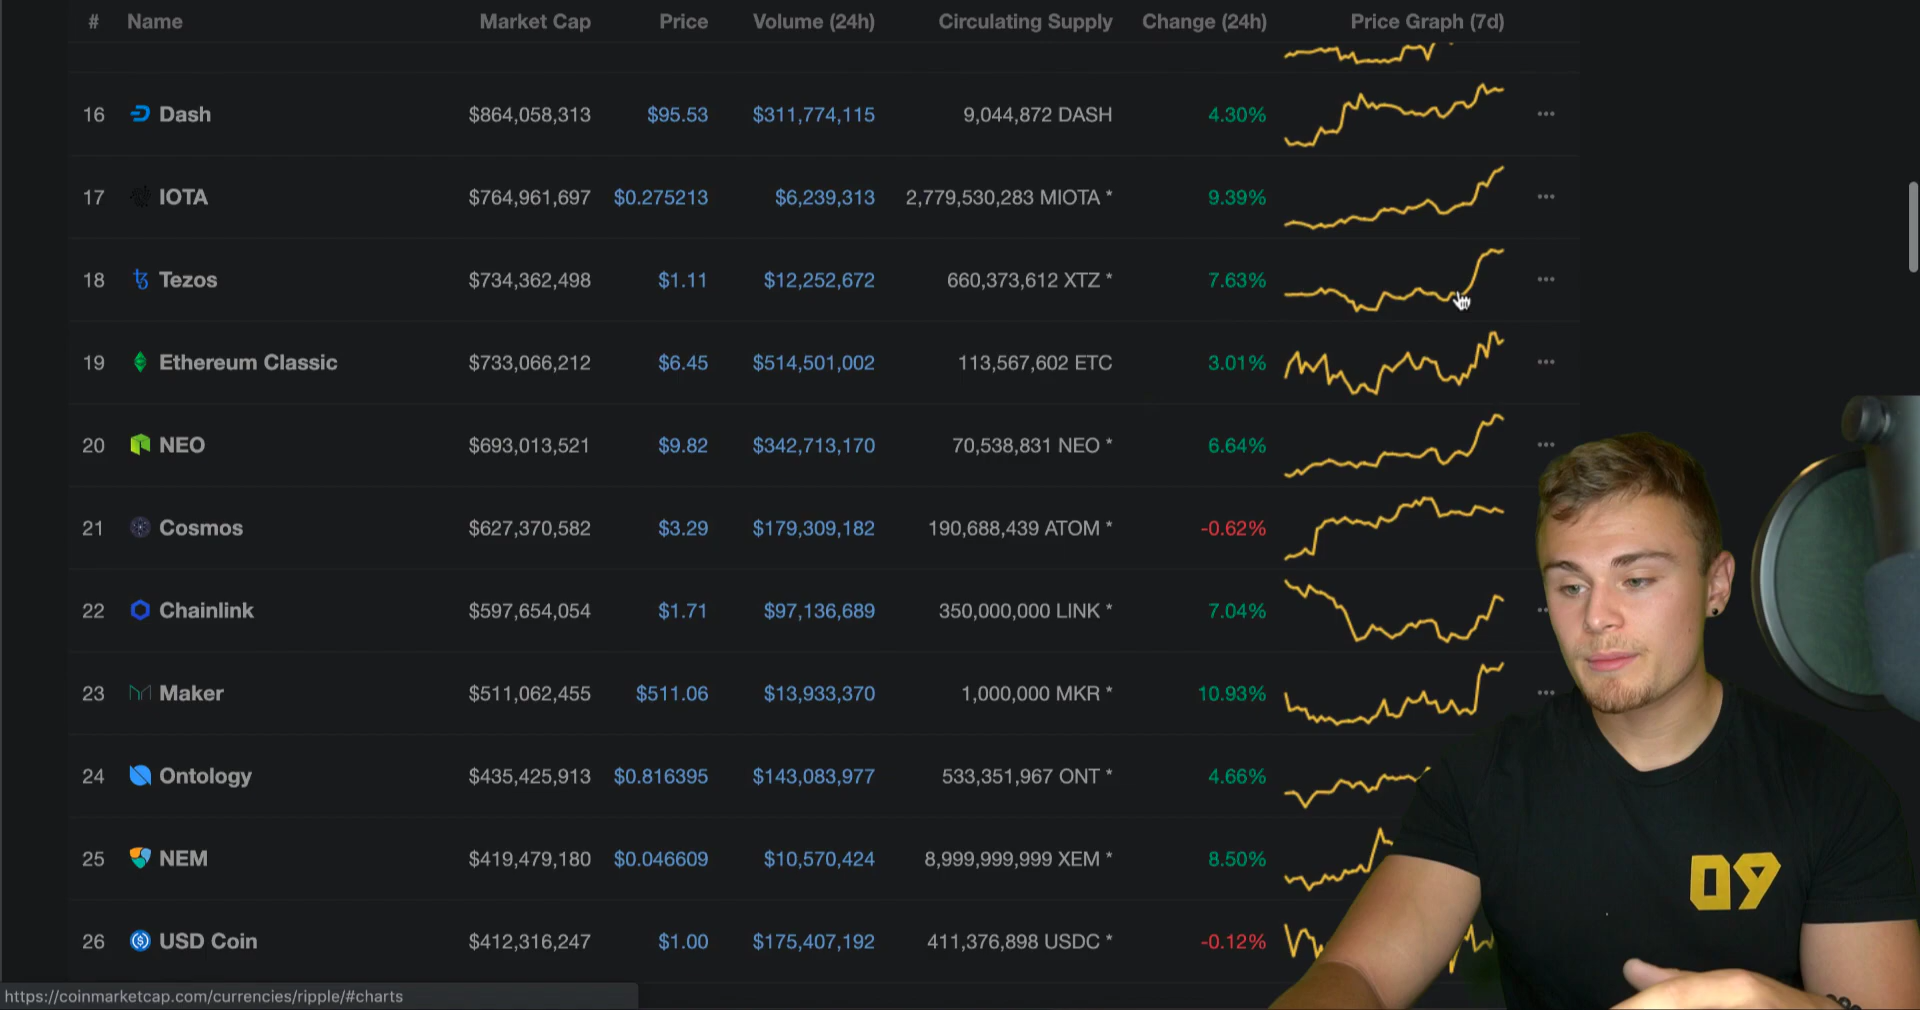 # Name Market Cap Price Volume (24h) Circulating Supply Change (24h) Price Graph (7d)
16 Dash $864,058,313 $95.53 $311,774,115 9,044,872 DASH 4.30%
17 IOTA $764,961,697 $0.275213 $6,239,313 2,779,530,283 MIOTA * 9.39%
18 Tezos $734,362,498 $1.11 $12,252,672 660,373,612 XTZ * 7.63%
19 Ethereum Classic $733,066,212 $6.45 $514,501,002 113,567,602 ETC 3.01%
20 NEO $693,013,521 $9.82 $342,713,170 70,538,831 NEO * 6.64%
21 Cosmos $627,370,582 $3.29 $179,309,182 190,688,439 ATOM * -0.62%
22 Chainlink $597,654,054 $1.71 $97,136,689 350,000,000 LINK * 7.04%
23 Maker $511,062,455 $511.06 $13,933,370 1,000,000 MKR * 10.93%
24 Ontology $435,425,913 $0.816395 $143,083,977 533,351,967 ONT * 4.66%
25 NEM $419,479,180 $0.046609 $10,570,424 8,999,999,999 XEM * 8.50%
09
26 USD Coin $412,316,247 $1.00 $175,407,192 411,376,898 USDC * -0.12%
https://coinmarketcap.com/currencies/ripple/#charts